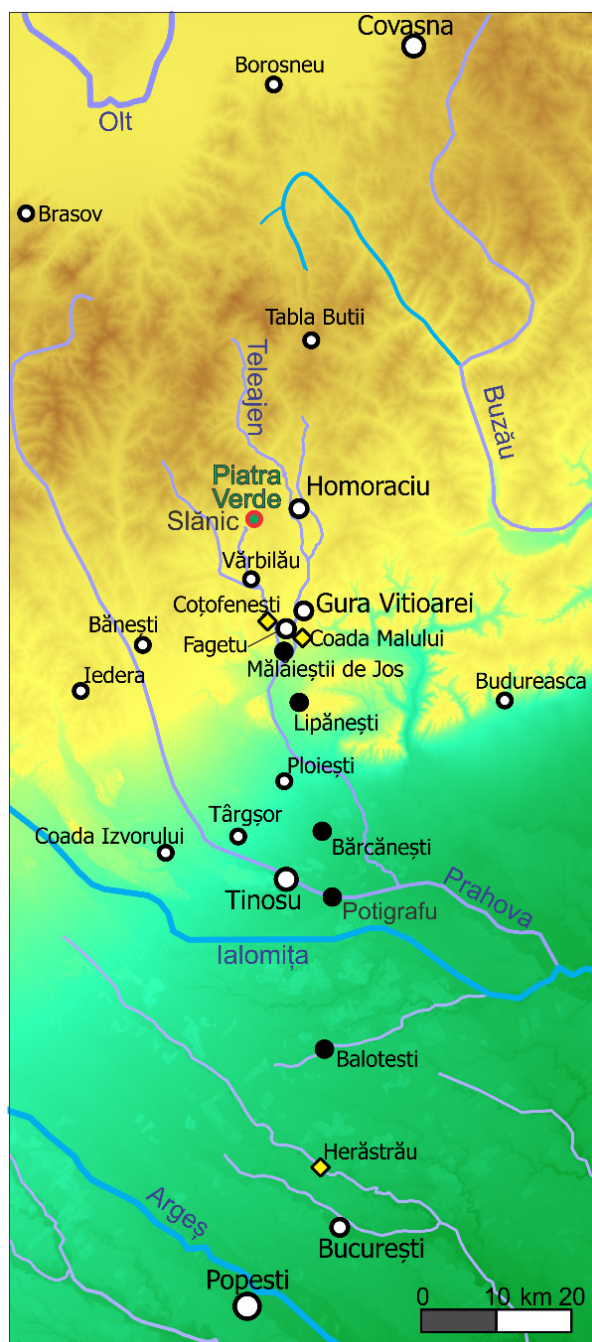 Covasna
Borosneu
Olt
Brasov
Tabla Butii
Teleajen
Buzău
Piatra
Verde
Homoraciu
Slănic
Vărbilău
Coțofenești
Gura Vitioarei
Bănești
Fagetu
Coada Malului
Mălăieștii de Jos
Iedera
Budureasca
Lipănești
Ploiești
Târgșor
Coada Izvorului
Bărcănești
Tinosu
Potigrafu
Prahova
Ialomița
Balotesti
Herăstrău
Argeș
București
Popesti
0 10 km 20